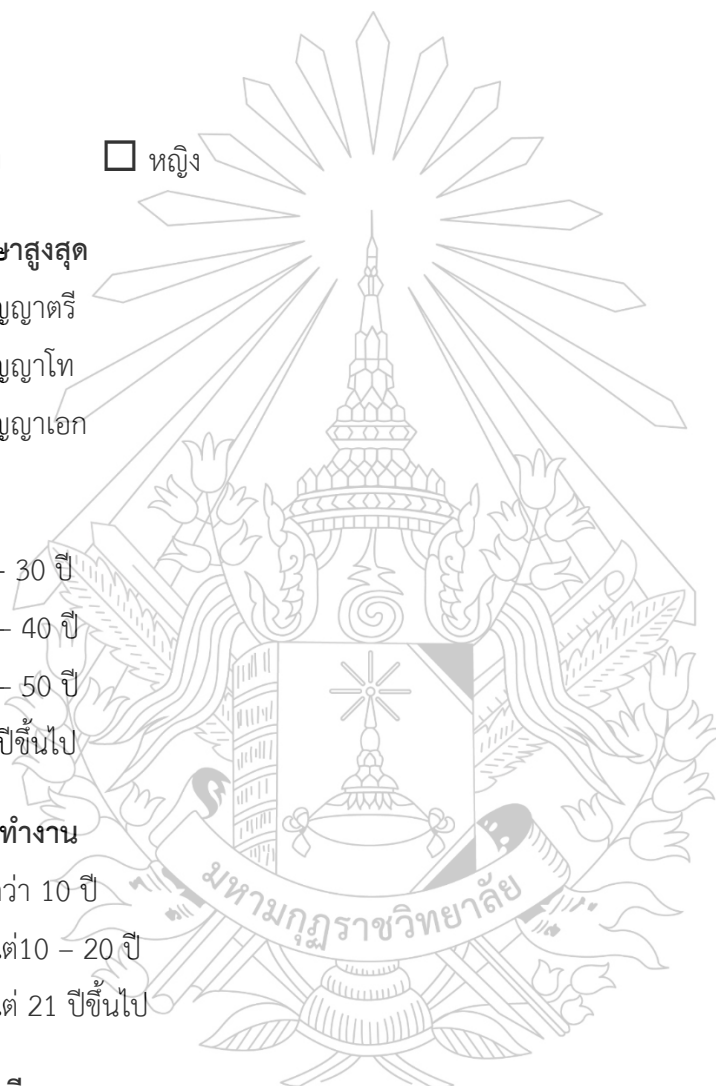 หญิง
ษาสูงสุด
ญญาตรี
ญญาโท
ญญาเอก
– 30 ปี
– 40 ปี
– 50 ปี
ปีขึ้นไป
ทำงาน
กว่า 10 ปี
ต่10 – 20 ปี
ต่ 21 ปีขึ้นไป
มหามกุฏราชวิทยาลัย